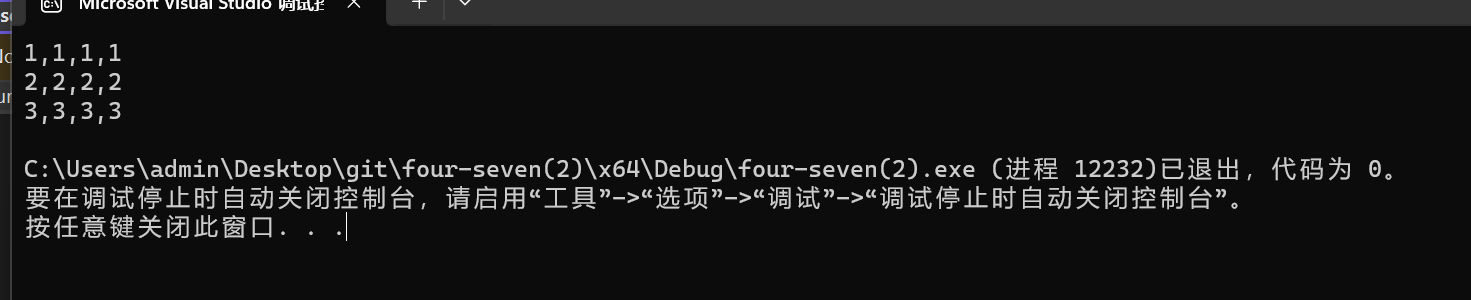 Microsoft Visual Studio 调试控
1,1,1,1
2,2,2,2
3,3,3,3
C:\Users\admin\Desktop\git\four-seven(2)\x64\Debug\four-seven(2).exe (进程 12232)已退出，代码为 0。
要在调试停止时自动关闭控制台，请启用“工具”->“选项”->“调试”->“调试停止时自动关闭控制台”。
按任意键关闭此窗口. . .